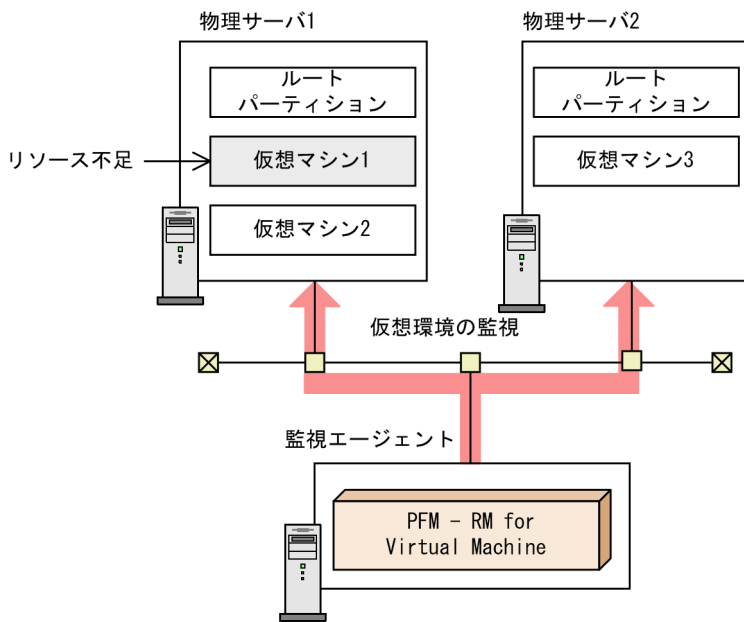 物理サーバ1
物理サーバ2
ルート
パーティション
ルート
パーティション
リソース不足
仮想マシン1
仮想マシン3
仮想マシン2
仮想環境の監視
監視エージェント
PFM - RM for
Virtual Machine